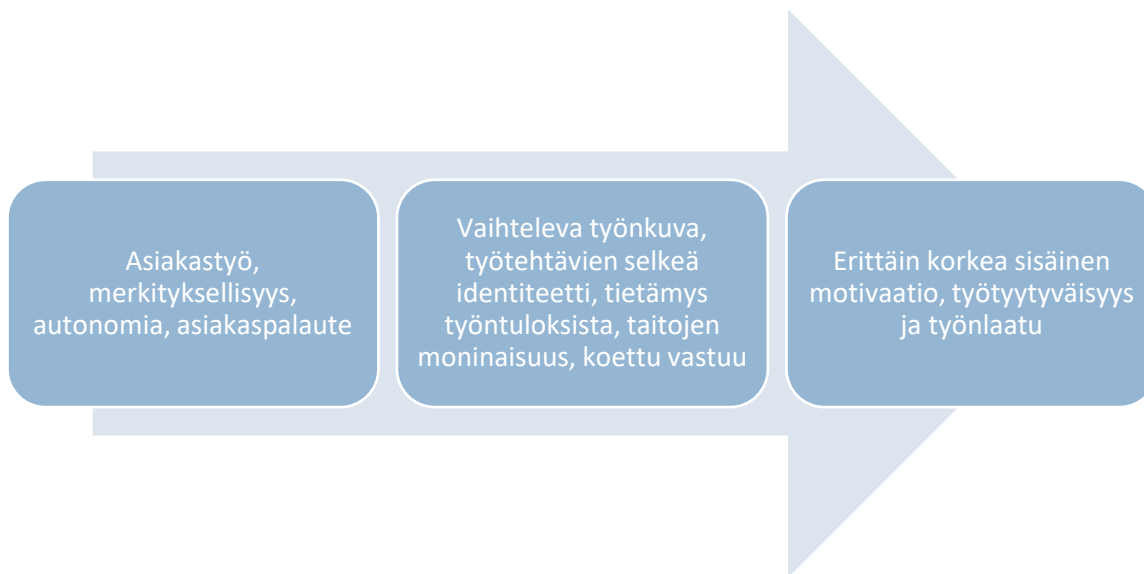 Asiakastyö,
merkityksellisyys,
autonomia, asiakaspalaute
Vaihteleva työnkuva,
työtehtävien selkeä
identiteetti, tietämys
työntuloksista, taitojen
moninaisuus, koettu vastuu
Erittäin korkea sisäinen
motivaatio, työtyytyväisyys
ja työnlaatu